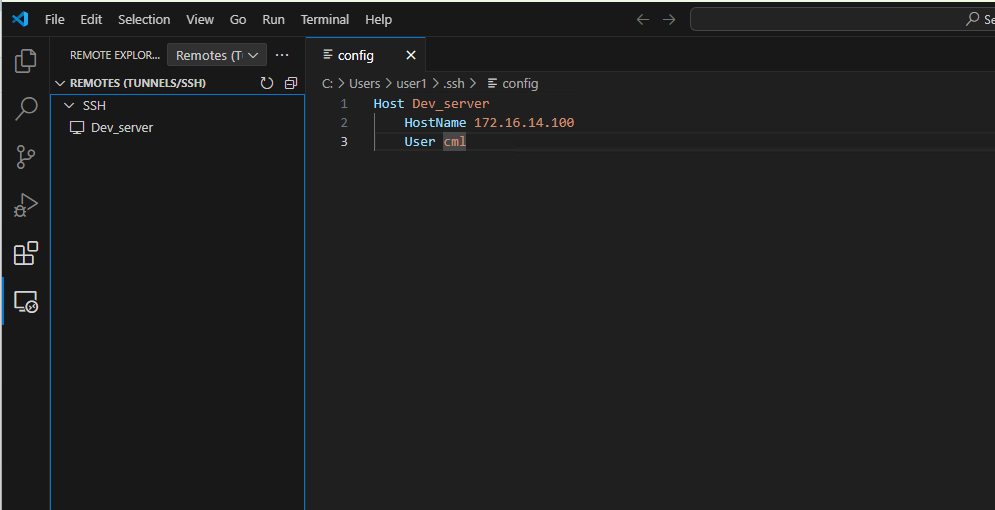 File Edit Selection View Go Run Terminal Help
Se
REMOTE EXPLOR... Remotes (T ...
config
REMOTES (TUNNELS/SSH)
C: > Users > user1 > .ssh > config
SSH
1 Host Dev_server
Dev_server
2 HostName 172.16.14.100
3 User cml